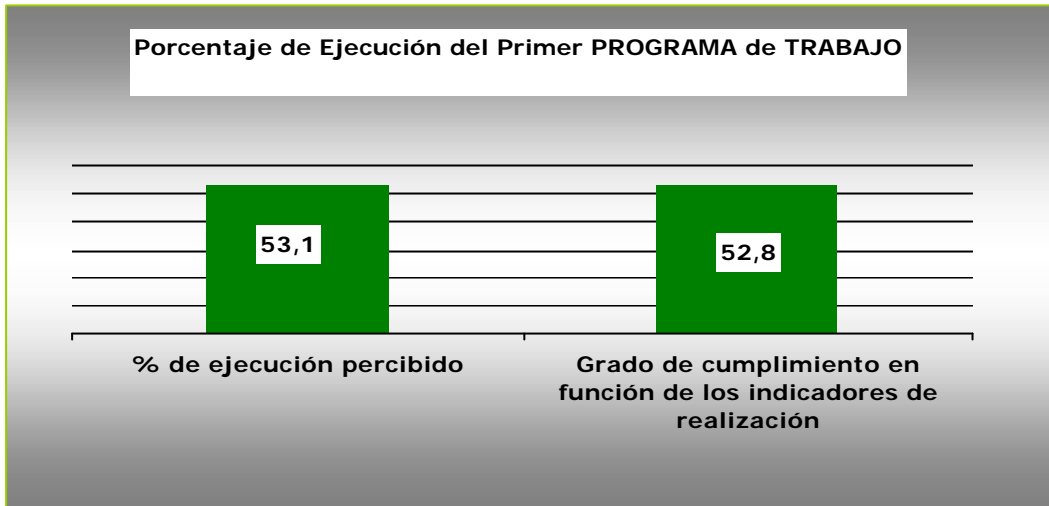 Porcentaje de Ejecución del Primer PROGRAMA de TRABAJO
53,1
52,8
% de ejecución percibido
Grado de cumplimiento en
función de los indicadores de
realización